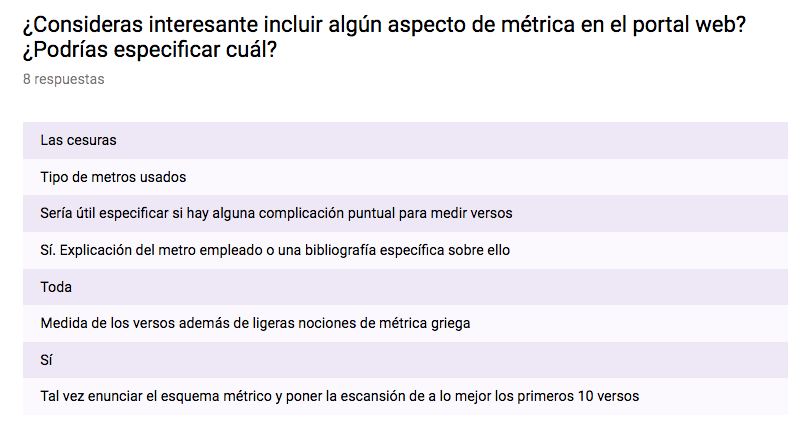 ¿Consideras interesante incluir algún aspecto de métrica en el portal web?
¿Podrías especificar cuál?
8 respuestas
Las cesuras
Tipo de metros usados
Sería útil especificar si hay alguna complicación puntual para medir versos
Sí. Explicación del metro empleado o una bibliografía específica sobre ello
Toda
Medida de los versos además de ligeras nociones de métrica griega
Sí
Tal vez enunciar el esquema métrico y poner la escansión de a lo mejor los primeros 10 versos